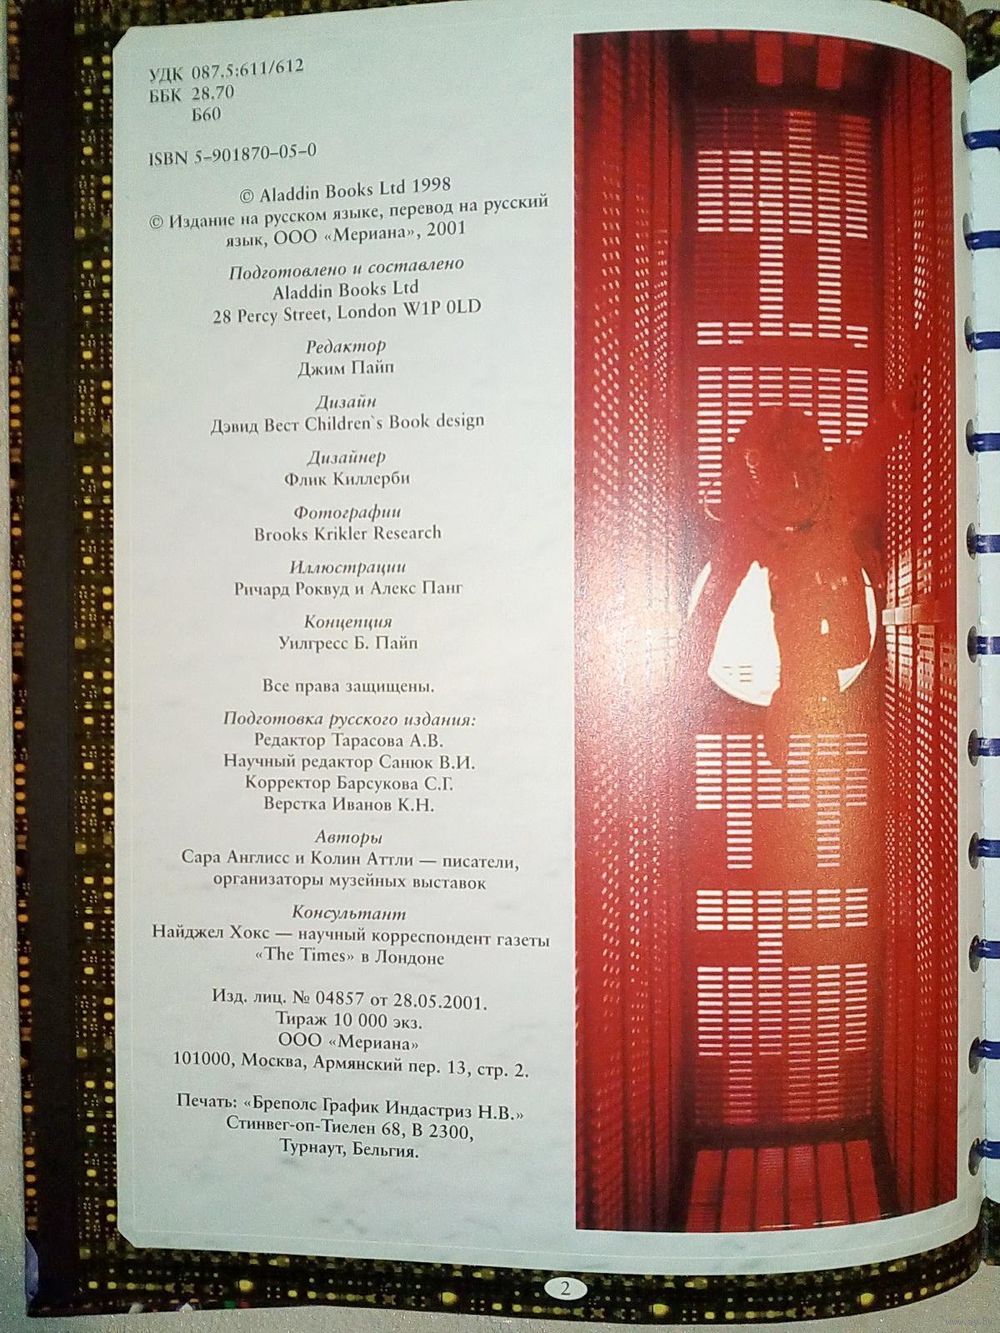 УДК 087.5:611/612
ББК 28.70
Б60
ISBN 5-901870-05-0
© Aladdin Books Ltd 1998
© Издание на русском языке, перевод на русский
язык, ООО «Мериана», 2001
Подготовлено и составлено
Aladdin Books Ltd
28 Percy Street, London W1P 0LD
Редактор
Джим Пайп
Дизайн
Дэвид Вест Children`s Book design
Дизайнер
Флик Киллерби
Фотографии
Brooks Krikler Research
Иллюстрации
Ричард Роквуд и Алекс Панг
Концепция
Уилгресс Б. Пайп
Все права защищены.
Подготовка русского издания:
Редактор Тарасова А.В.
Научный редактор Санюк В.И.
Корректор Барсукова С.Г.
Верстка Иванов К.Н.
Авторы
Сара Англисс и Колин Аттли — писатели,
организаторы музейных выставок
Консультант
Найджел Хокс — научный корреспондент газеты
«The Times» в Лондоне
Изд. лиц. № 04857 от 28.05.2001.
Тираж 10 000 экз.
ООО «Мериана»
101000, Москва, Армянский пер. 13, стр. 2.
Печать: «Бреполс График Индастриз Н.В.»
Стинвег-оп-Тиелен 68, В 2300,
Турнаут, Бельгия.
2